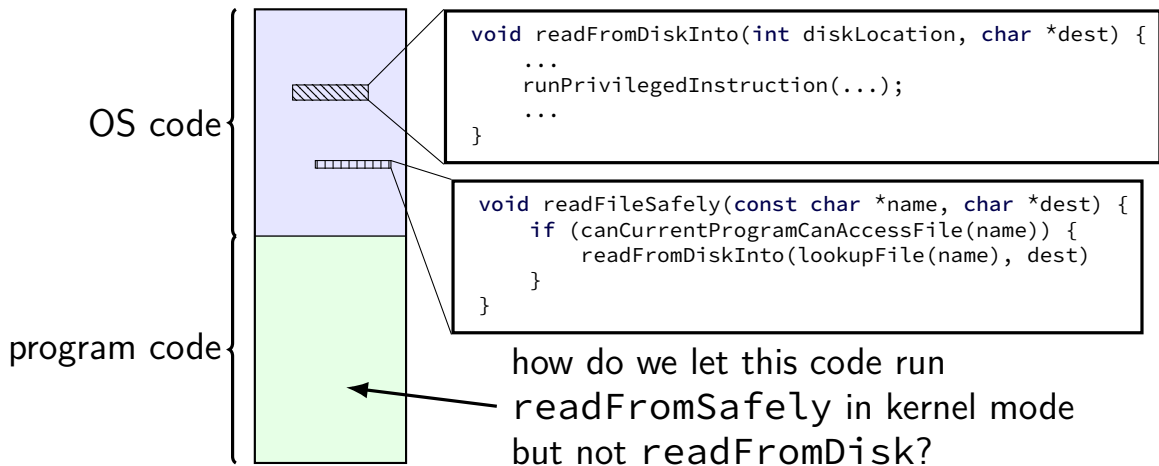 void readFromDiskInto(int diskLocation, char *dest) {
...
runPrivilegedInstruction(...);
...
}
OS code
void readFileSafely(const char *name, char *dest) {
if (canCurrentProgramCanAccessFile(name)) {
readFromDiskInto(lookupFile(name), dest)
}
}
program code
how do we let this code run
readFromSafely in kernel mode
but not readFromDisk?